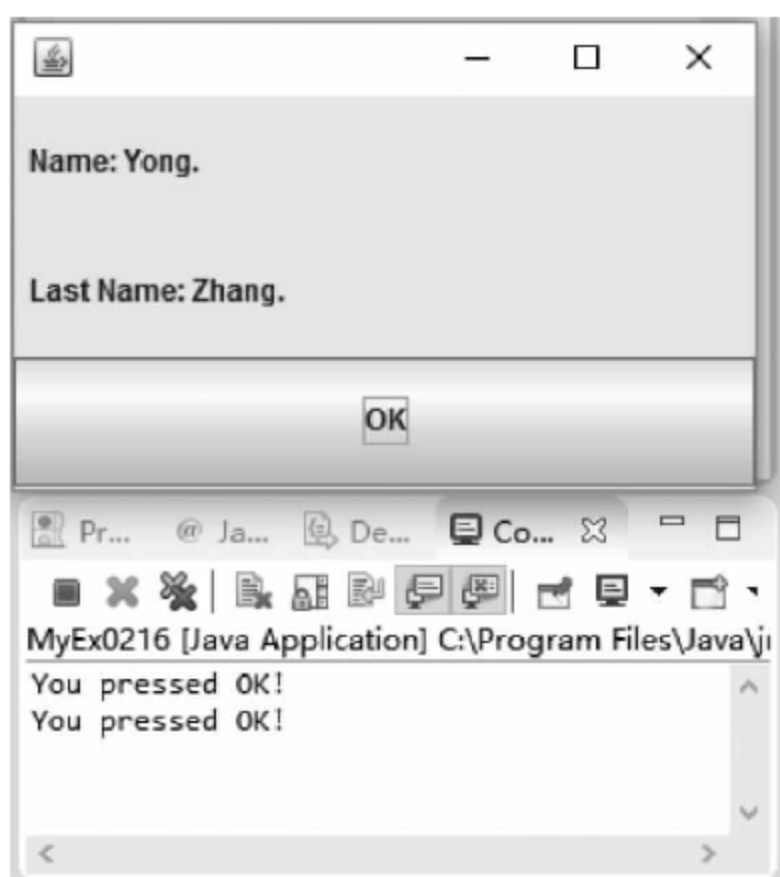 Name: Yong.
Last Name: Zhang.
OK
Pr... @ Ja... De... Co...
MyEx0216 [Java Application] C:\Program Files\Java\j
You pressed OK!
You pressed OK!